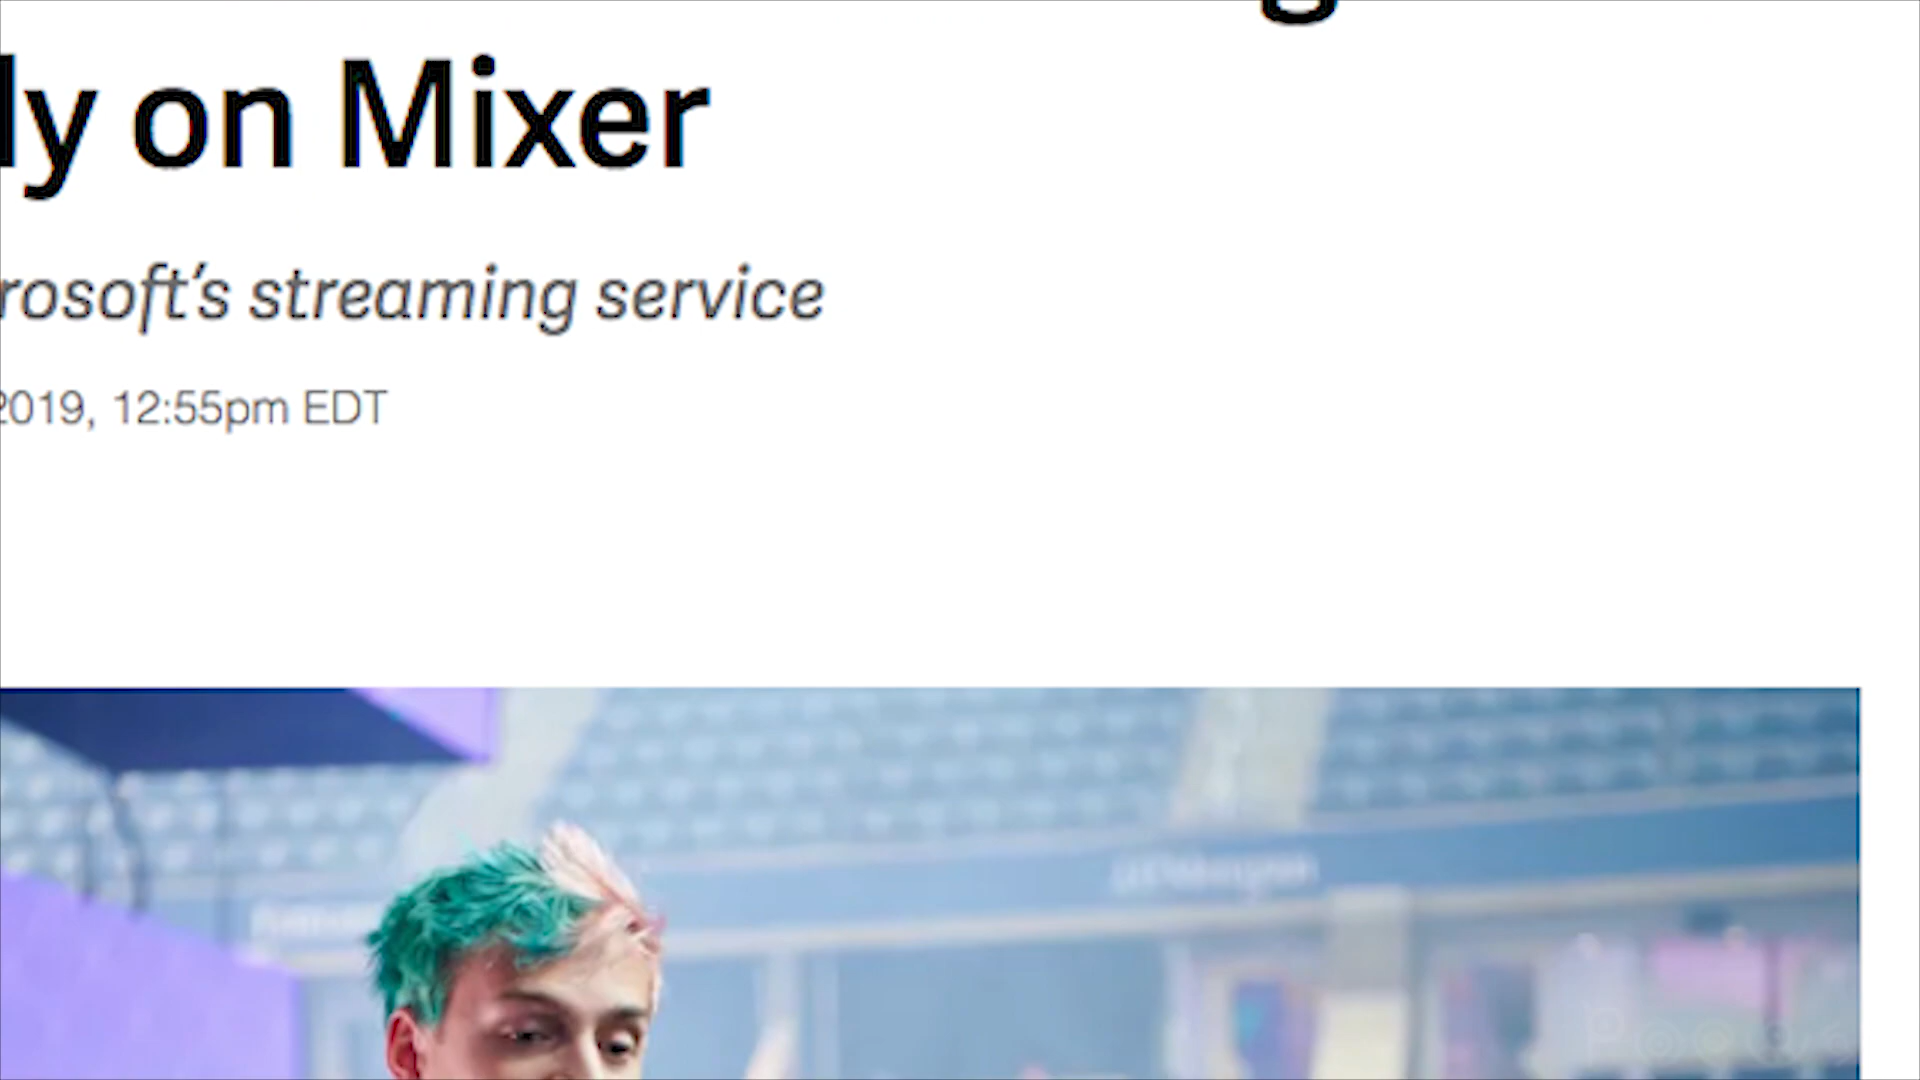 ly on Mixer
rosoft's streaming service
2019, 12:55pm EDT